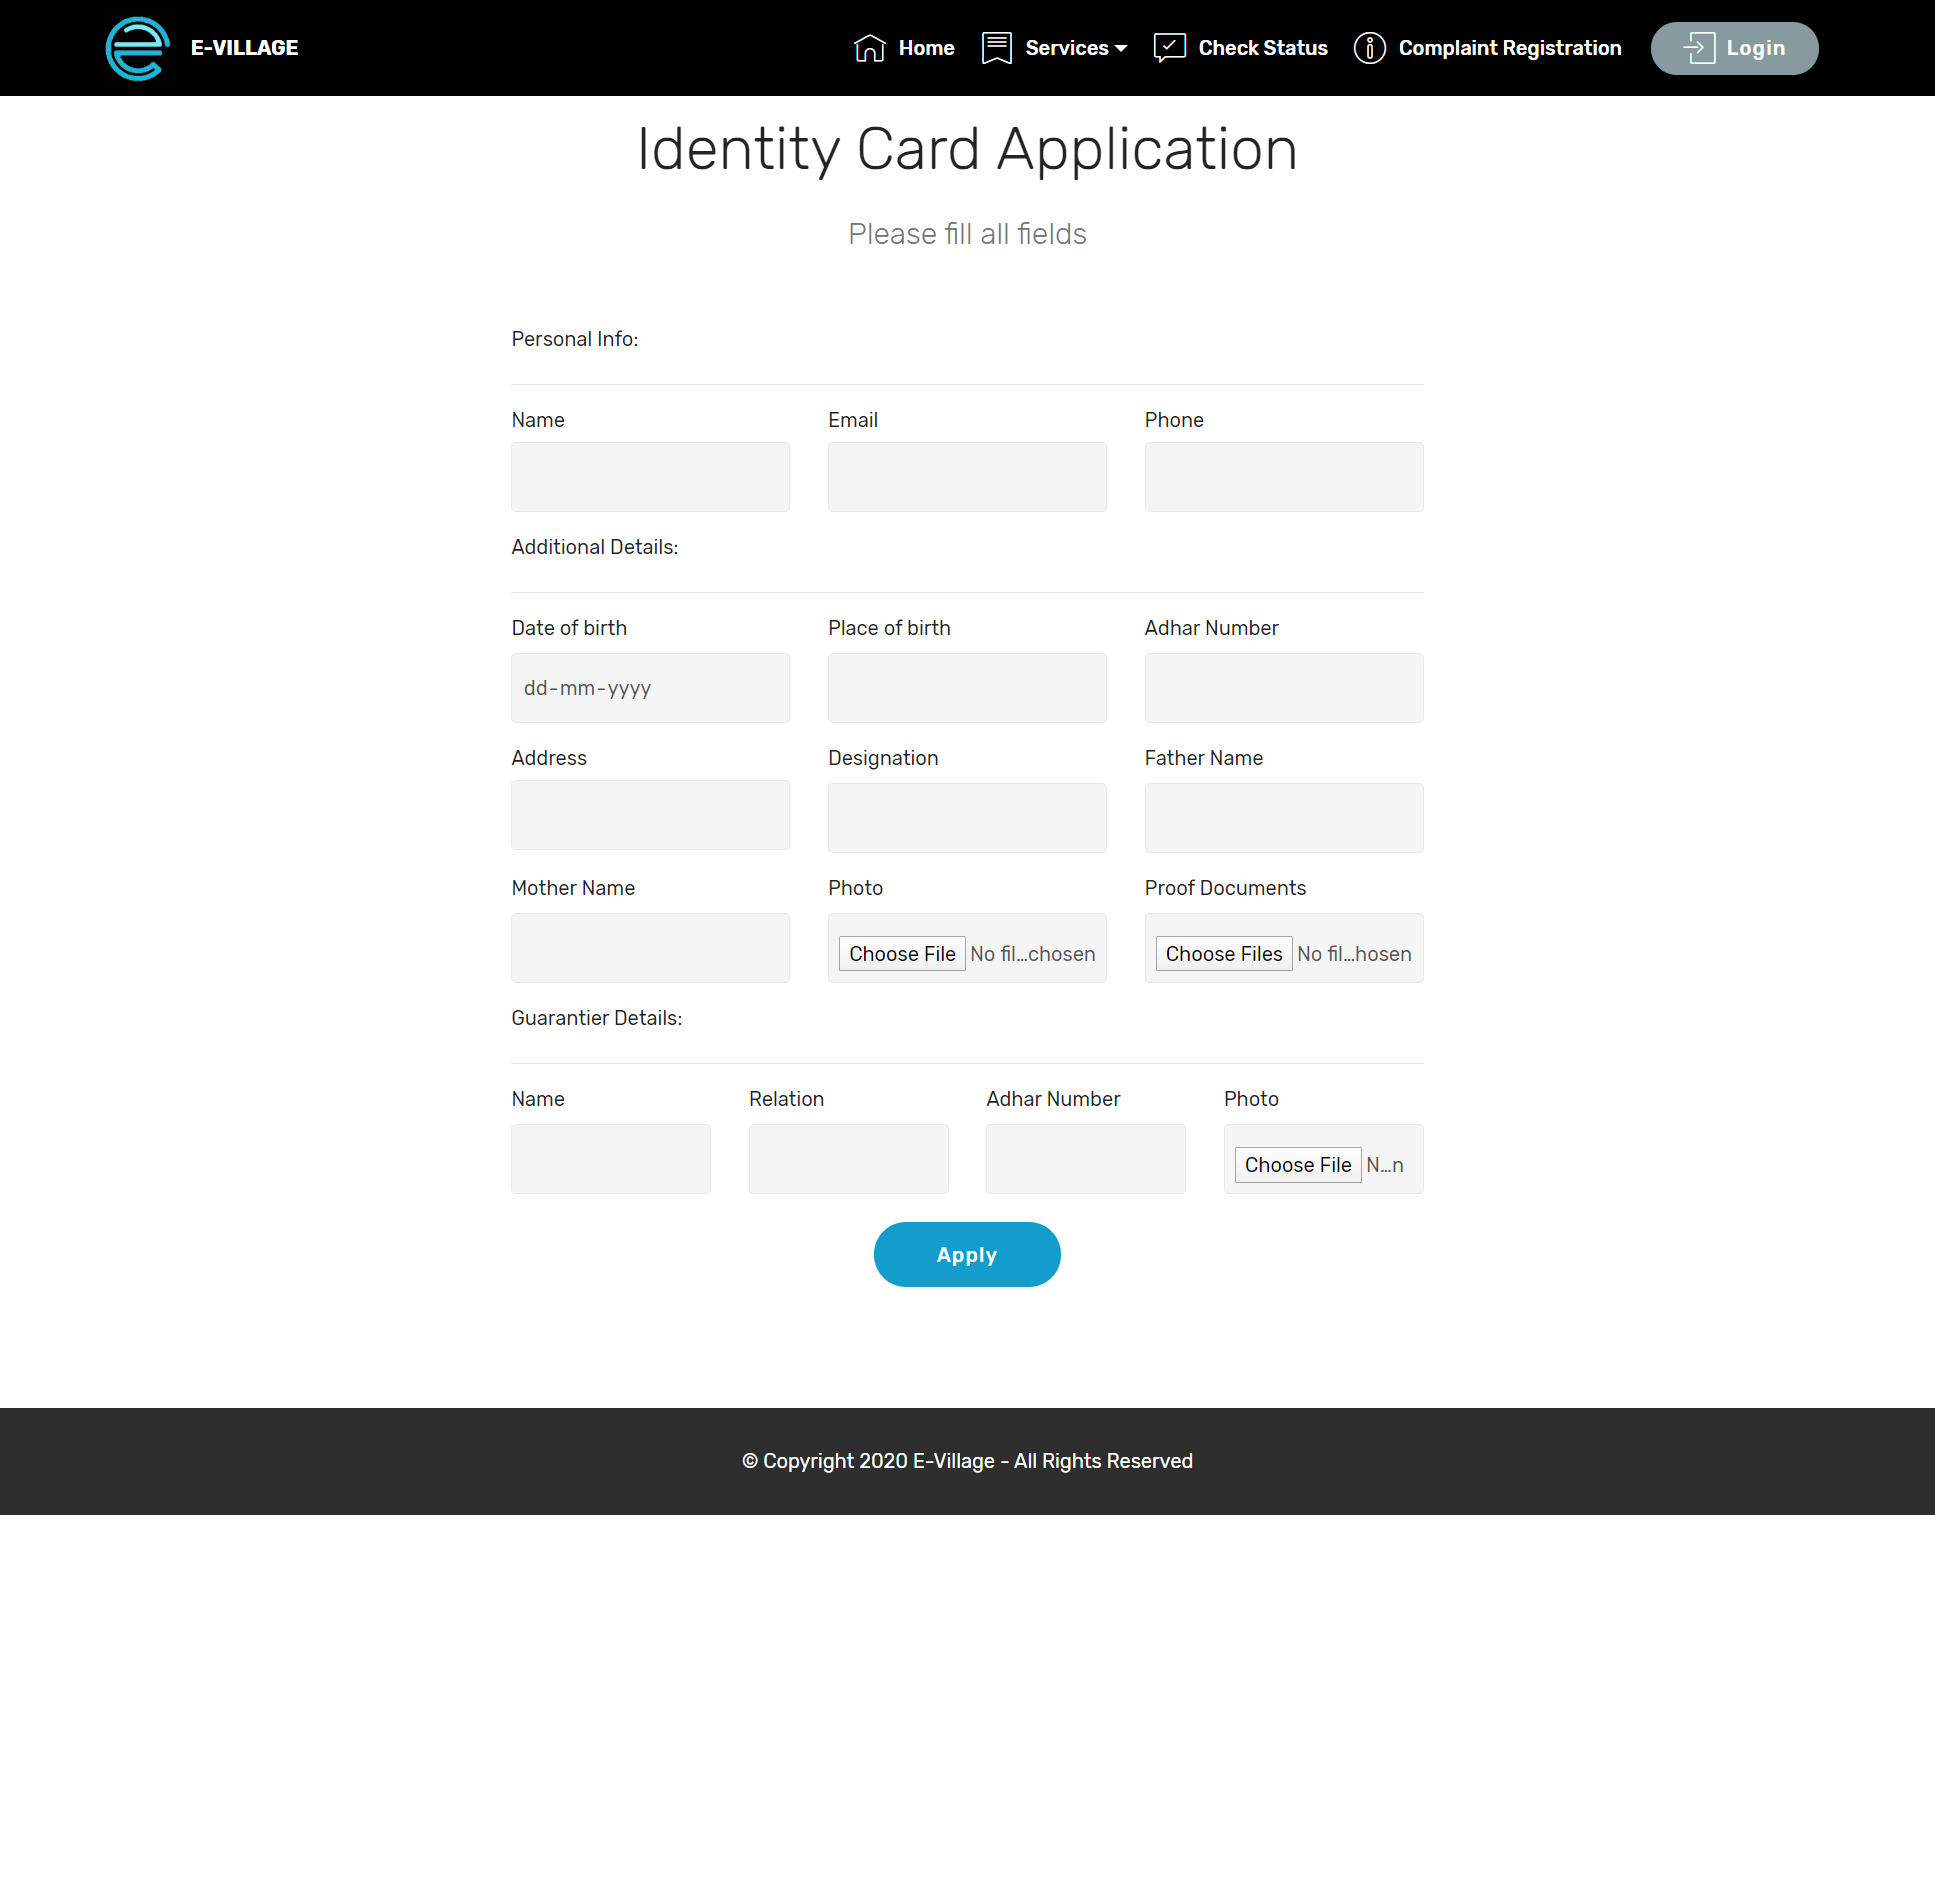 E-VILLAGE Home Services Check Status Complaint Registration Login
Identity Card Application
Please fill all fields
Personal Info:
Name Email Phone
Additional Details:
Date of birth Place of birth Adhar Number
dd-mm-yyyy
Address Designation Father Name
Mother Name Photo Proof Documents
Choose File No fil...chosen Choose Files No fil...hosen
Guarantier Details:
Name Relation Adhar Number Photo
Choose File N...n
Apply
© Copyright 2020 E-Village - All Rights Reserved